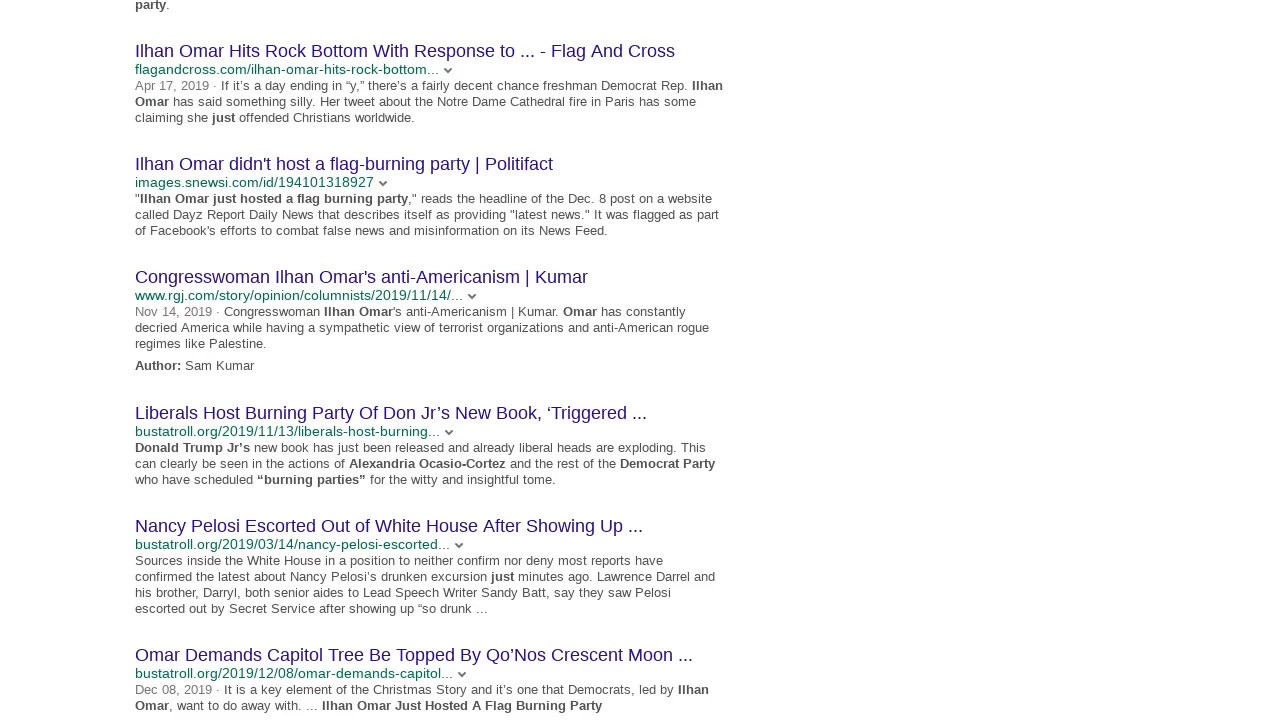 party.
Ilhan Omar Hits Rock Bottom With Response to ... - Flag And Cross
flagandcross.com/ilhan-omar-hits-rock-bottom...
Apr 17, 2019 · If it’s a day ending in “y,” there’s a fairly decent chance freshman Democrat Rep. Ilhan
Omar has said something silly. Her tweet about the Notre Dame Cathedral fire in Paris has some
claiming she just offended Christians worldwide.
Ilhan Omar didn't host a flag-burning party | Politifact
images.snewsi.com/id/194101318927
"Ilhan Omar just hosted a flag burning party," reads the headline of the Dec. 8 post on a website
called Dayz Report Daily News that describes itself as providing "latest news." It was flagged as part
of Facebook's efforts to combat false news and misinformation on its News Feed.
Congresswoman Ilhan Omar's anti-Americanism | Kumar
www.rgj.com/story/opinion/columnists/2019/11/14/...
Nov 14, 2019 · Congresswoman Ilhan Omar's anti-Americanism | Kumar. Omar has constantly
decried America while having a sympathetic view of terrorist organizations and anti-American rogue
regimes like Palestine.
Author: Sam Kumar
Liberals Host Burning Party Of Don Jr’s New Book, ‘Triggered ...
bustatroll.org/2019/11/13/liberals-host-burning...
Donald Trump Jr’s new book has just been released and already liberal heads are exploding. This
can clearly be seen in the actions of Alexandria Ocasio-Cortez and the rest of the Democrat Party
who have scheduled “burning parties” for the witty and insightful tome.
Nancy Pelosi Escorted Out of White House After Showing Up ...
bustatroll.org/2019/03/14/nancy-pelosi-escorted...
Sources inside the White House in a position to neither confirm nor deny most reports have
confirmed the latest about Nancy Pelosi’s drunken excursion just minutes ago. Lawrence Darrel and
his brother, Darryl, both senior aides to Lead Speech Writer Sandy Batt, say they saw Pelosi
escorted out by Secret Service after showing up “so drunk ...
Omar Demands Capitol Tree Be Topped By Qo’Nos Crescent Moon ...
bustatroll.org/2019/12/08/omar-demands-capitol...
Dec 08, 2019 · It is a key element of the Christmas Story and it’s one that Democrats, led by Ilhan
Omar, want to do away with. ... Ilhan Omar Just Hosted A Flag Burning Party